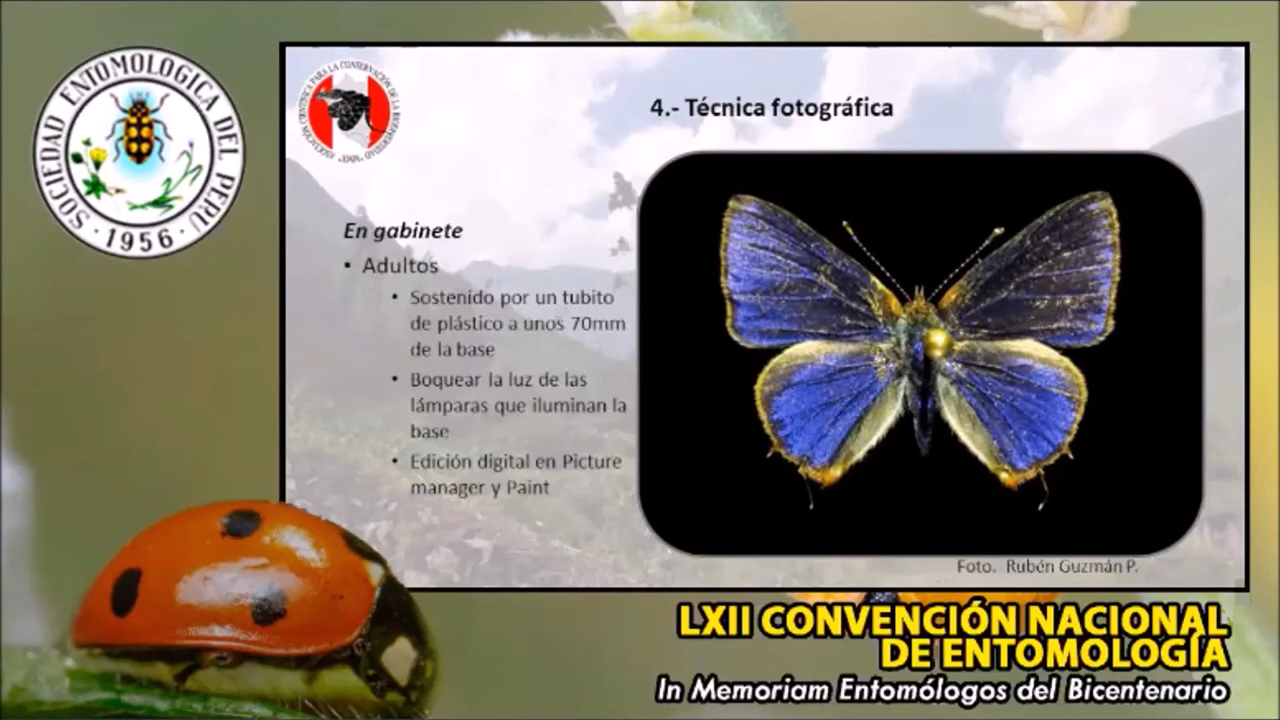 SOCIEDAD ENTOMOLOGICA DEL PERU
· 1956 ·
4.- Técnica fotográfica
En gabinete
• Adultos
• Sostenido por un tubito
de plástico a unos 70mm
de la base
• Boquear la luz de las
lámparas que iluminan la
base
• Edición digital en Picture
manager y Paint
Foto. Rubén Guzmán P.
LXII CONVENCIÓN NACIONAL
DE ENTOMOLOGÍA
In Memoriam Entomólogos del Bicentenario